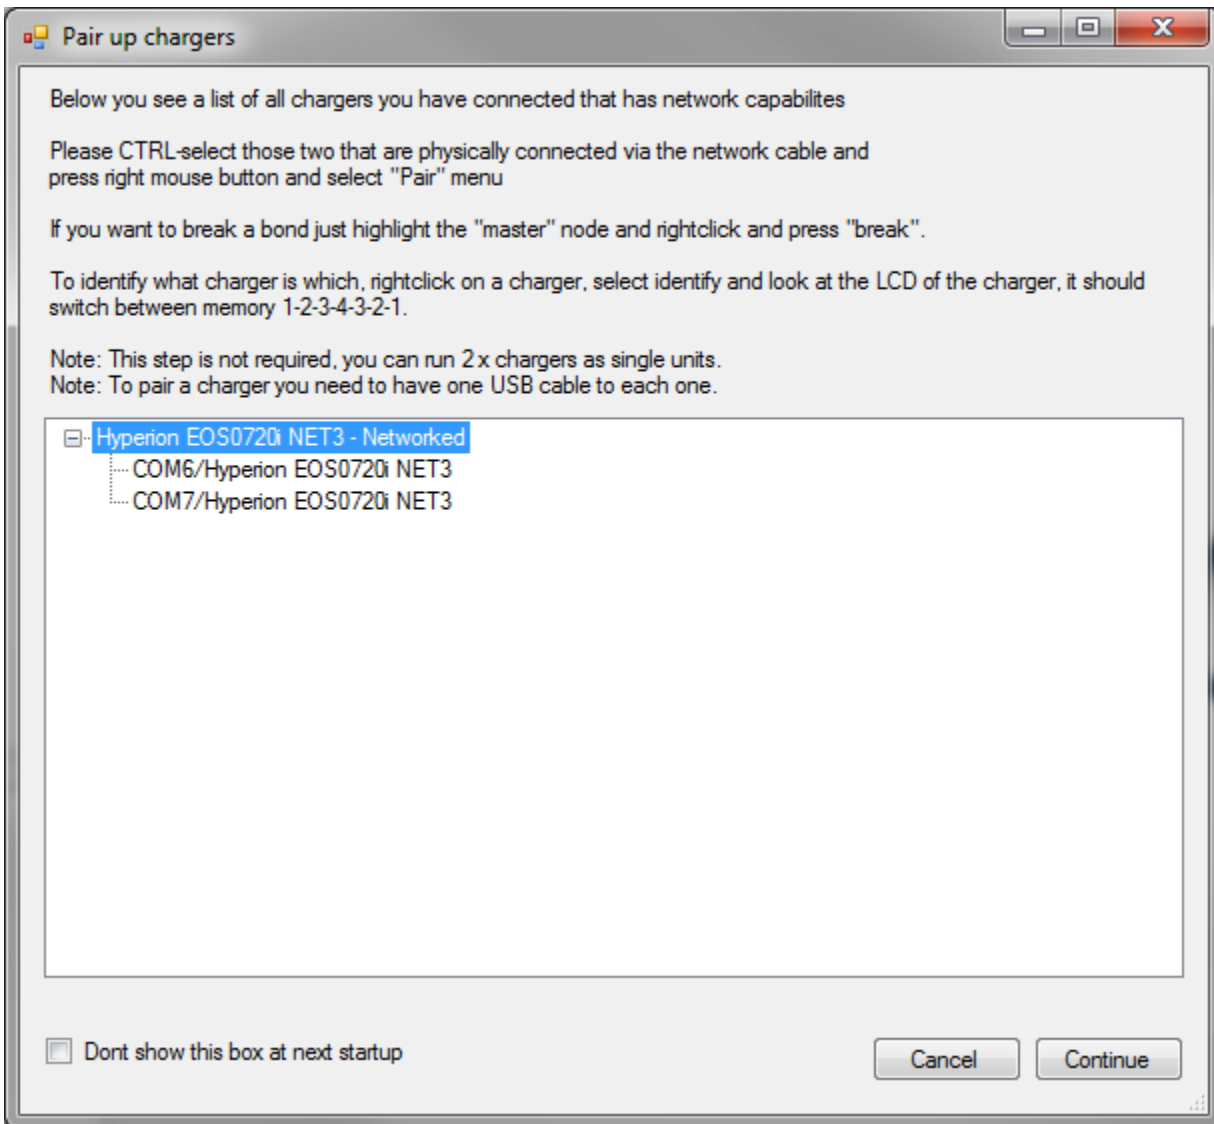 Pair up chargers
Below you see a list of all chargers you have connected that has network capabilites
Please CTRL-select those two that are physically connected via the network cable and
press right mouse button and select "Pair" menu
If you want to break a bond just highlight the "master" node and rightclick and press "break".
To identify what charger is which, rightclick on a charger, select identify and look at the LCD of the charger, it should
switch between memory 1-2-3-4-3-2-1.
Note: This step is not required, you can run 2x chargers as single units.
Note: To pair a charger you need to have one USB cable to each one.
Hyperion EOS0720i NET3 - Networked
COM6/Hyperion EOS0720i NET3
COM7/Hyperion EOS0720i NET3
Dont show this box at next startup
Cancel
Continue